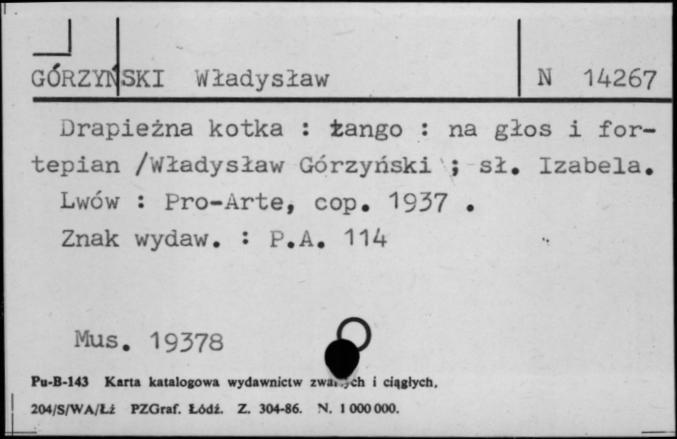 GÓRZYŃSKI Władysław N 14267
Drapieżna kotka : tango : na głos i for-
tepian /Władysław Górzyński ; sł. Izabela.
Lwów : Pro-Arte, cop. 1937 .
Znak wydaw. : P.A. 114
Mus. 19378
Pu-B-143 Karta katalogowa wydawnictw i ciągłych.
204/S/WA/Łż PZGraf. Łódź. Z. 304-86. N. 1 000 000.